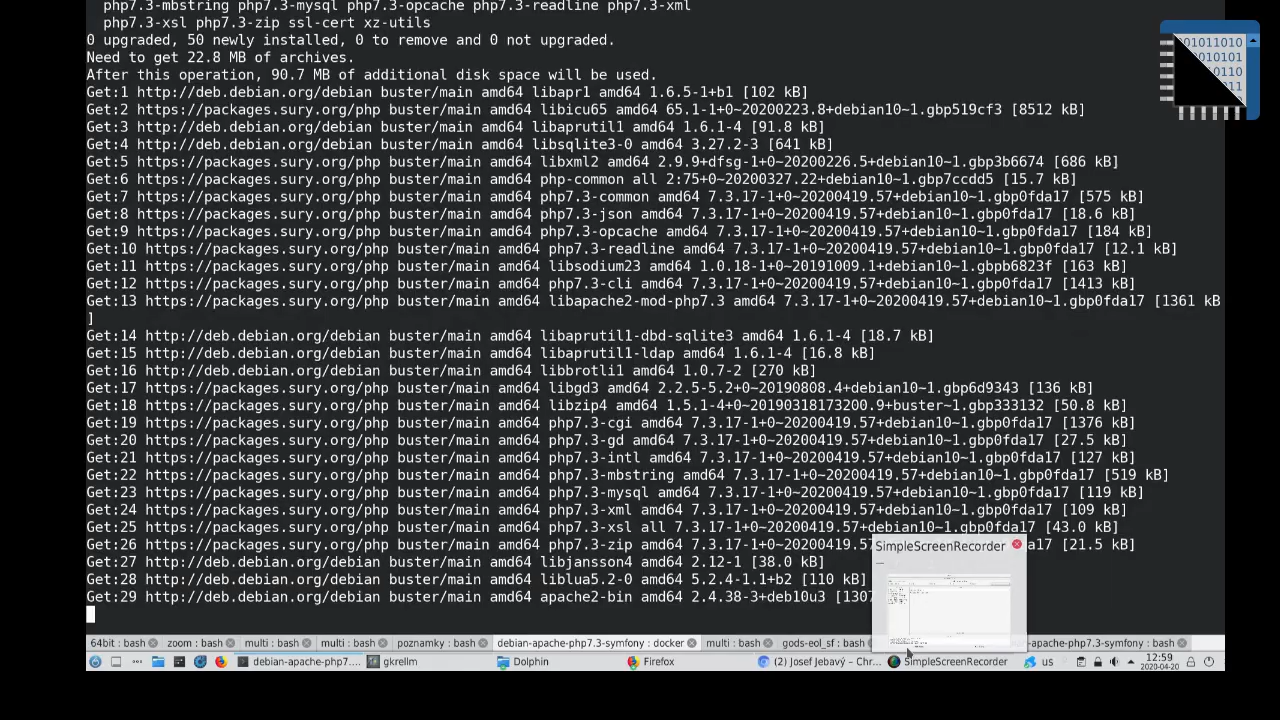 php7.3-mbstring php7.3-mysql php7.3-opcache php7.3-readline php7.3-xml
php7.3-xsl php7.3-zip ssl-cert xz-utils
0 upgraded, 50 newly installed, 0 to remove and 0 not upgraded.
Need to get 22.8 MB of archives.
After this operation, 90.7 MB of additional disk space will be used.
Get:1 http://deb.debian.org/debian buster/main amd64 libapr1 amd64 1.6.5-1+b1 [102 kB]
Get:2 https://packages.sury.org/php buster/main amd64 libicu65 amd64 65.1-1+0~20200223.8+debian10~1.gbp519cf3 [8512 kB]
Get:3 http://deb.debian.org/debian buster/main amd64 libaprutil1 amd64 1.6.1-4 [91.8 kB]
Get:4 http://deb.debian.org/debian buster/main amd64 libsqlite3-0 amd64 3.27.2-3 [641 kB]
Get:5 https://packages.sury.org/php buster/main amd64 libxml2 amd64 2.9.9+dfsg-1+0~20200226.5+debian10~1.gbp3b6674 [686 kB]
Get:6 https://packages.sury.org/php buster/main amd64 php-common all 2:75+0~20200327.22+debian10~1.gbp7ccdd5 [15.7 kB]
Get:7 https://packages.sury.org/php buster/main amd64 php7.3-common amd64 7.3.17-1+0~20200419.57+debian10~1.gbp0fda17 [575 kB]
Get:8 https://packages.sury.org/php buster/main amd64 php7.3-json amd64 7.3.17-1+0~20200419.57+debian10~1.gbp0fda17 [18.6 kB]
Get:9 https://packages.sury.org/php buster/main amd64 php7.3-opcache amd64 7.3.17-1+0~20200419.57+debian10~1.gbp0fda17 [184 kB]
Get:10 https://packages.sury.org/php buster/main amd64 php7.3-readline amd64 7.3.17-1+0~20200419.57+debian10~1.gbp0fda17 [12.1 kB]
Get:11 https://packages.sury.org/php buster/main amd64 libsodium23 amd64 1.0.18-1+0~20191009.1+debian10~1.gbpb6823f [163 kB]
Get:12 https://packages.sury.org/php buster/main amd64 php7.3-cli amd64 7.3.17-1+0~20200419.57+debian10~1.gbp0fda17 [1413 kB]
Get:13 https://packages.sury.org/php buster/main amd64 libapache2-mod-php7.3 amd64 7.3.17-1+0~20200419.57+debian10~1.gbp0fda17 [1361 kB
]
Get:14 http://deb.debian.org/debian buster/main amd64 libaprutil1-dbd-sqlite3 amd64 1.6.1-4 [18.7 kB]
Get:15 http://deb.debian.org/debian buster/main amd64 libaprutil1-ldap amd64 1.6.1-4 [16.8 kB]
Get:16 http://deb.debian.org/debian buster/main amd64 libbrotli1 amd64 1.0.7-2 [270 kB]
Get:17 https://packages.sury.org/php buster/main amd64 libgd3 amd64 2.2.5-5.2+0~20190808.4+debian10~1.gbp6d9343 [136 kB]
Get:18 https://packages.sury.org/php buster/main amd64 libzip4 amd64 1.5.1-4+0~20190318173200.9+buster~1.gbp333132 [50.8 kB]
Get:19 https://packages.sury.org/php buster/main amd64 php7.3-cgi amd64 7.3.17-1+0~20200419.57+debian10~1.gbp0fda17 [1376 kB]
Get:20 https://packages.sury.org/php buster/main amd64 php7.3-gd amd64 7.3.17-1+0~20200419.57+debian10~1.gbp0fda17 [27.5 kB]
Get:21 https://packages.sury.org/php buster/main amd64 php7.3-intl amd64 7.3.17-1+0~20200419.57+debian10~1.gbp0fda17 [127 kB]
Get:22 https://packages.sury.org/php buster/main amd64 php7.3-mbstring amd64 7.3.17-1+0~20200419.57+debian10~1.gbp0fda17 [519 kB]
Get:23 https://packages.sury.org/php buster/main amd64 php7.3-mysql amd64 7.3.17-1+0~20200419.57+debian10~1.gbp0fda17 [119 kB]
Get:24 https://packages.sury.org/php buster/main amd64 php7.3-xml amd64 7.3.17-1+0~20200419.57+debian10~1.gbp0fda17 [109 kB]
Get:25 https://packages.sury.org/php buster/main amd64 php7.3-xsl all 7.3.17-1+0~20200419.57+debian10~1.gbp0fda17 [43.0 kB]
Get:26 https://packages.sury.org/php buster/main amd64 php7.3-zip amd64 7.3.17-1+0~20200419.57 a17 [21.5 kB]
Get:27 http://deb.debian.org/debian buster/main amd64 libjansson4 amd64 2.12-1 [38.0 kB]
Get:28 http://deb.debian.org/debian buster/main amd64 liblua5.2-0 amd64 5.2.4-1.1+b2 [110 kB]
Get:29 http://deb.debian.org/debian buster/main amd64 apache2-bin amd64 2.4.38-3+deb10u3 [1307
SimpleScreenRecorder
64bit : bash zoom : bash multi : bash multi : bash poznamky : bash debian-apache-php7.3-symfony : docker multi : bash gods-eol_sf : bash -apache-php7.3-symfony : bash
debian-apache-php7.... gkrellm Dolphin Firefox (2) Josef Jebavý – Chr... SimpleScreenRecorder us 12:59
2020-04-20
01011010
0010101
0110
11